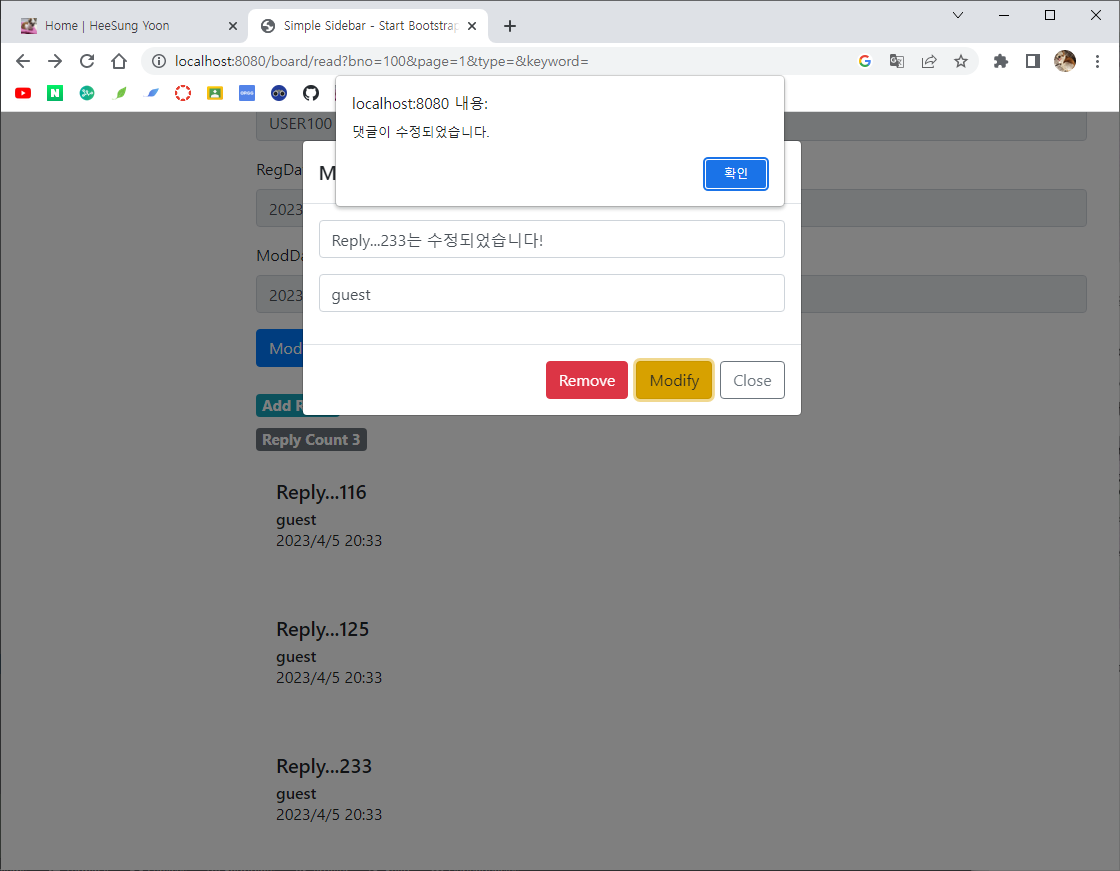 Home | HeeSung Yoon
Simple Sidebar - Start Bootstrap
localhost:8080/board/read?bno=100&page=1&type=&keyword=
localhost:8080 내용:
댓글이 수정되었습니다.
확인
USER100
RegDa
2023
ModDa
2023
Mod
M
Reply...233는 수정되었습니다!
guest
Remove
Modify
Close
Add R
Reply Count 3
Reply...116
guest
2023/4/5 20:33
Reply...125
guest
2023/4/5 20:33
Reply...233
guest
2023/4/5 20:33